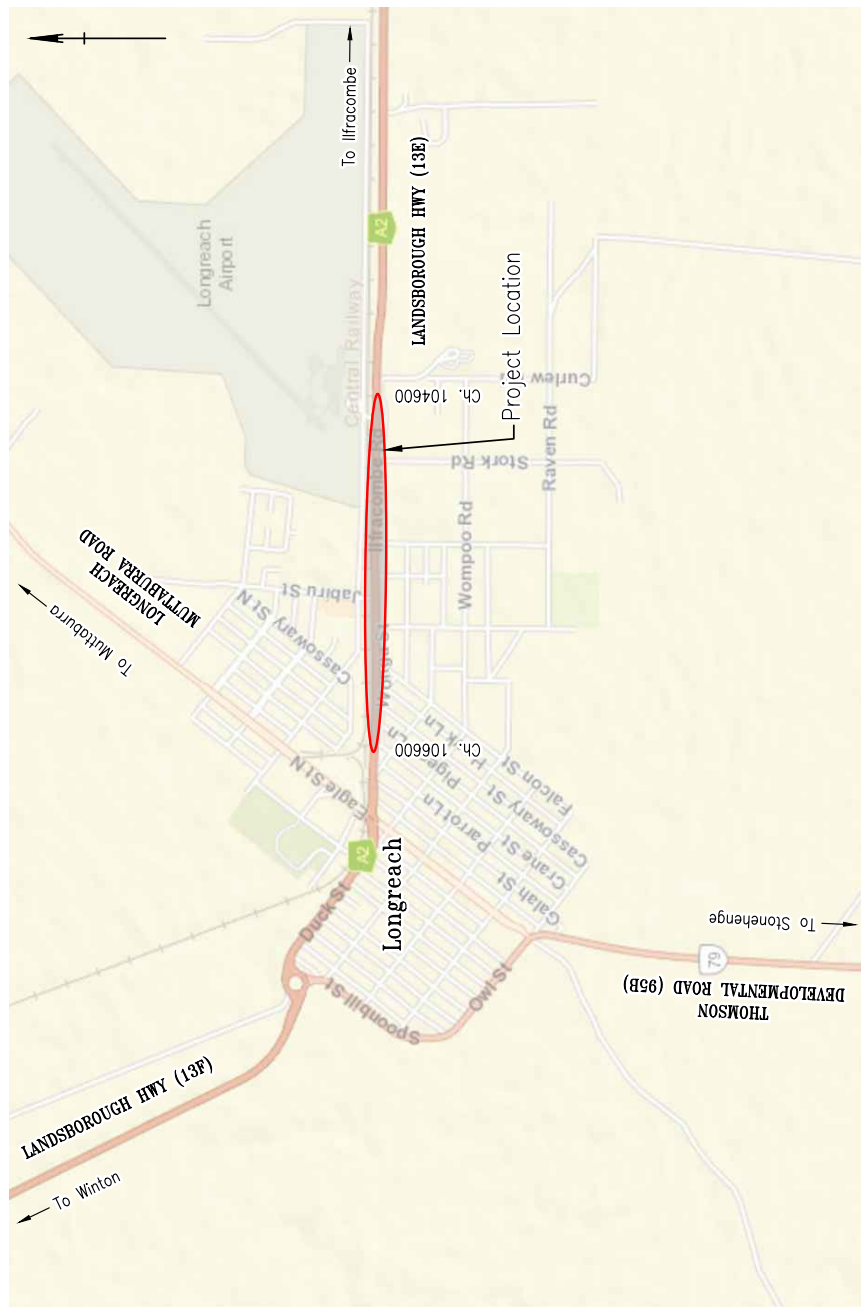 To Ilfracombe
Longreach
Airport
A2
LANDSBOROUGH HWY (13E)
Central Railway
Project Location
Ch. 104600
Ilfracombe Rd
Stork Rd
Raven Rd
Wompoo Rd
LONGREACH
MUTTABURRA ROAD
To Muttaburra
Jabiru St
Cassowary St N
Ch. 106600
Eagle St N
Falcon St
Cassowary St
Crane St
Galah St
Parrot Ln
A2
Longreach
Duck St
Spoonbill St
Owl St
To Stonehenge
79
THOMSON
DEVELOPMENTAL ROAD (95B)
LANDSBOROUGH HWY (13F)
To Winton